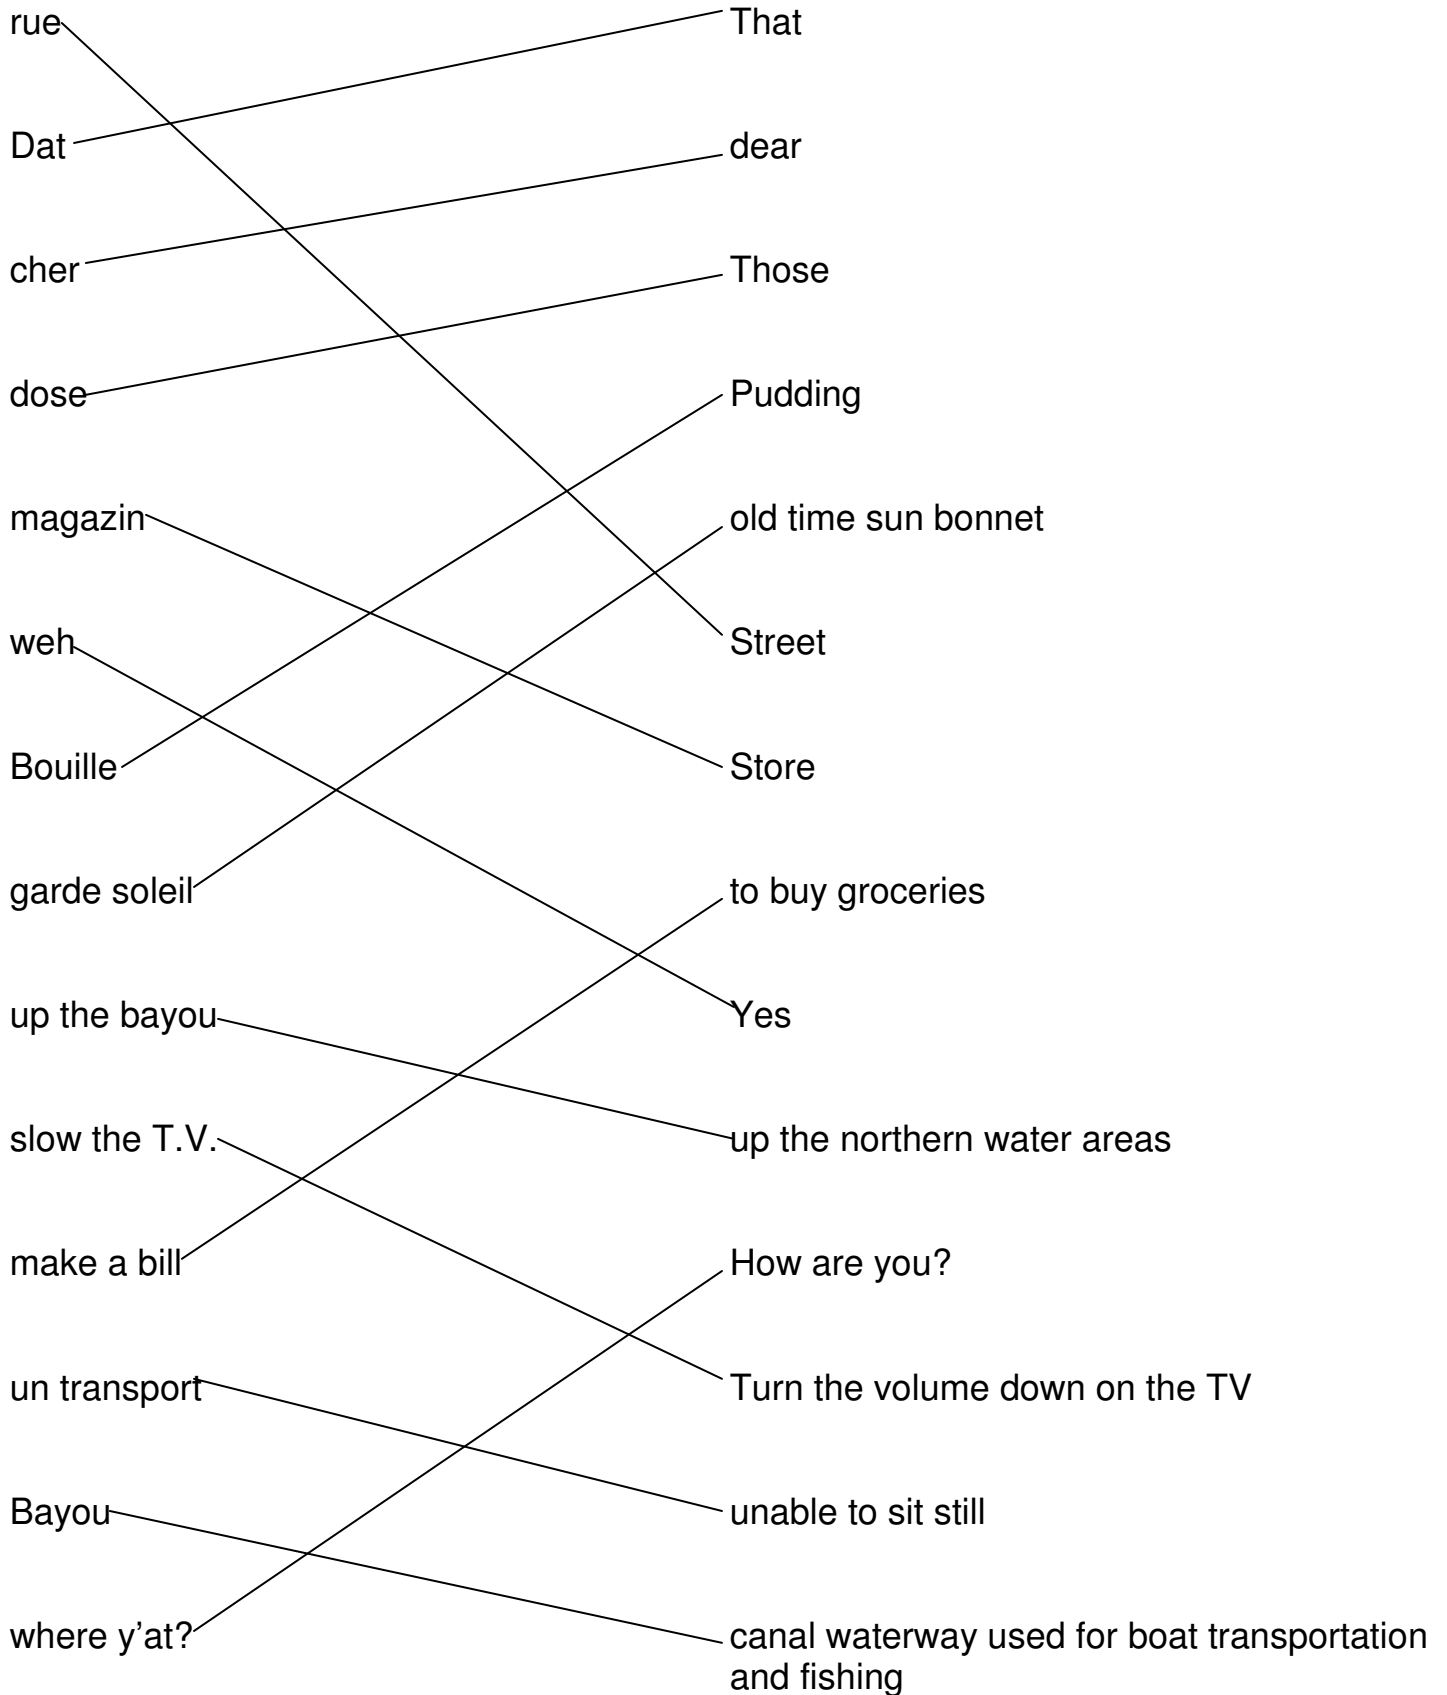 rue That
Dat dear
cher Those
dose Pudding
magazin old time sun bonnet
weh Street
Bouille Store
garde soleil to buy groceries
up the bayou Yes
slow the T.V. up the northern water areas
make a bill How are you?
un transport Turn the volume down on the TV
Bayou unable to sit still
where y'at? canal waterway used for boat transportation
and fishing